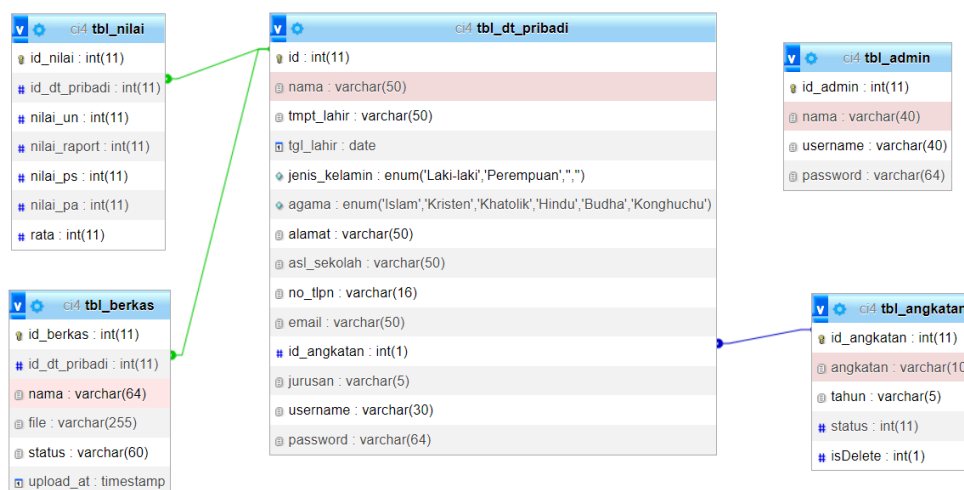 ci4 tbl_nilai
id_nilai : int(11)
id_dt_pribadi : int(11)
nilai_un : int(11)
nilai_raport : int(11)
nilai_ps : int(11)
nilai_pa : int(11)
rata : int(11)
ci4 tbl_berkas
id_berkas : int(11)
id_dt_pribadi : int(11)
nama : varchar(64)
file : varchar(255)
status : varchar(60)
upload_at : timestamp
ci4 tbl_dt_pribadi
id : int(11)
nama : varchar(50)
tmpt_lahir : varchar(50)
tgl_lahir : date
jenis_kelamin : enum('Laki-laki','Perempuan','','')
agama : enum('Islam','Kristen','Khatolik','Hindu','Budha','Konghuchu')
alamat : varchar(50)
asl_sekolah : varchar(50)
no_tlpn : varchar(16)
email : varchar(50)
id_angkatan : int(1)
jurusan : varchar(5)
username : varchar(30)
password : varchar(64)
ci4 tbl_admin
id_admin : int(11)
nama : varchar(40)
username : varchar(40)
password : varchar(64)
ci4 tbl_angkatan
id_angkatan : int(11)
angkatan : varchar(10
tahun : varchar(5)
status : int(11)
isDelete : int(1)